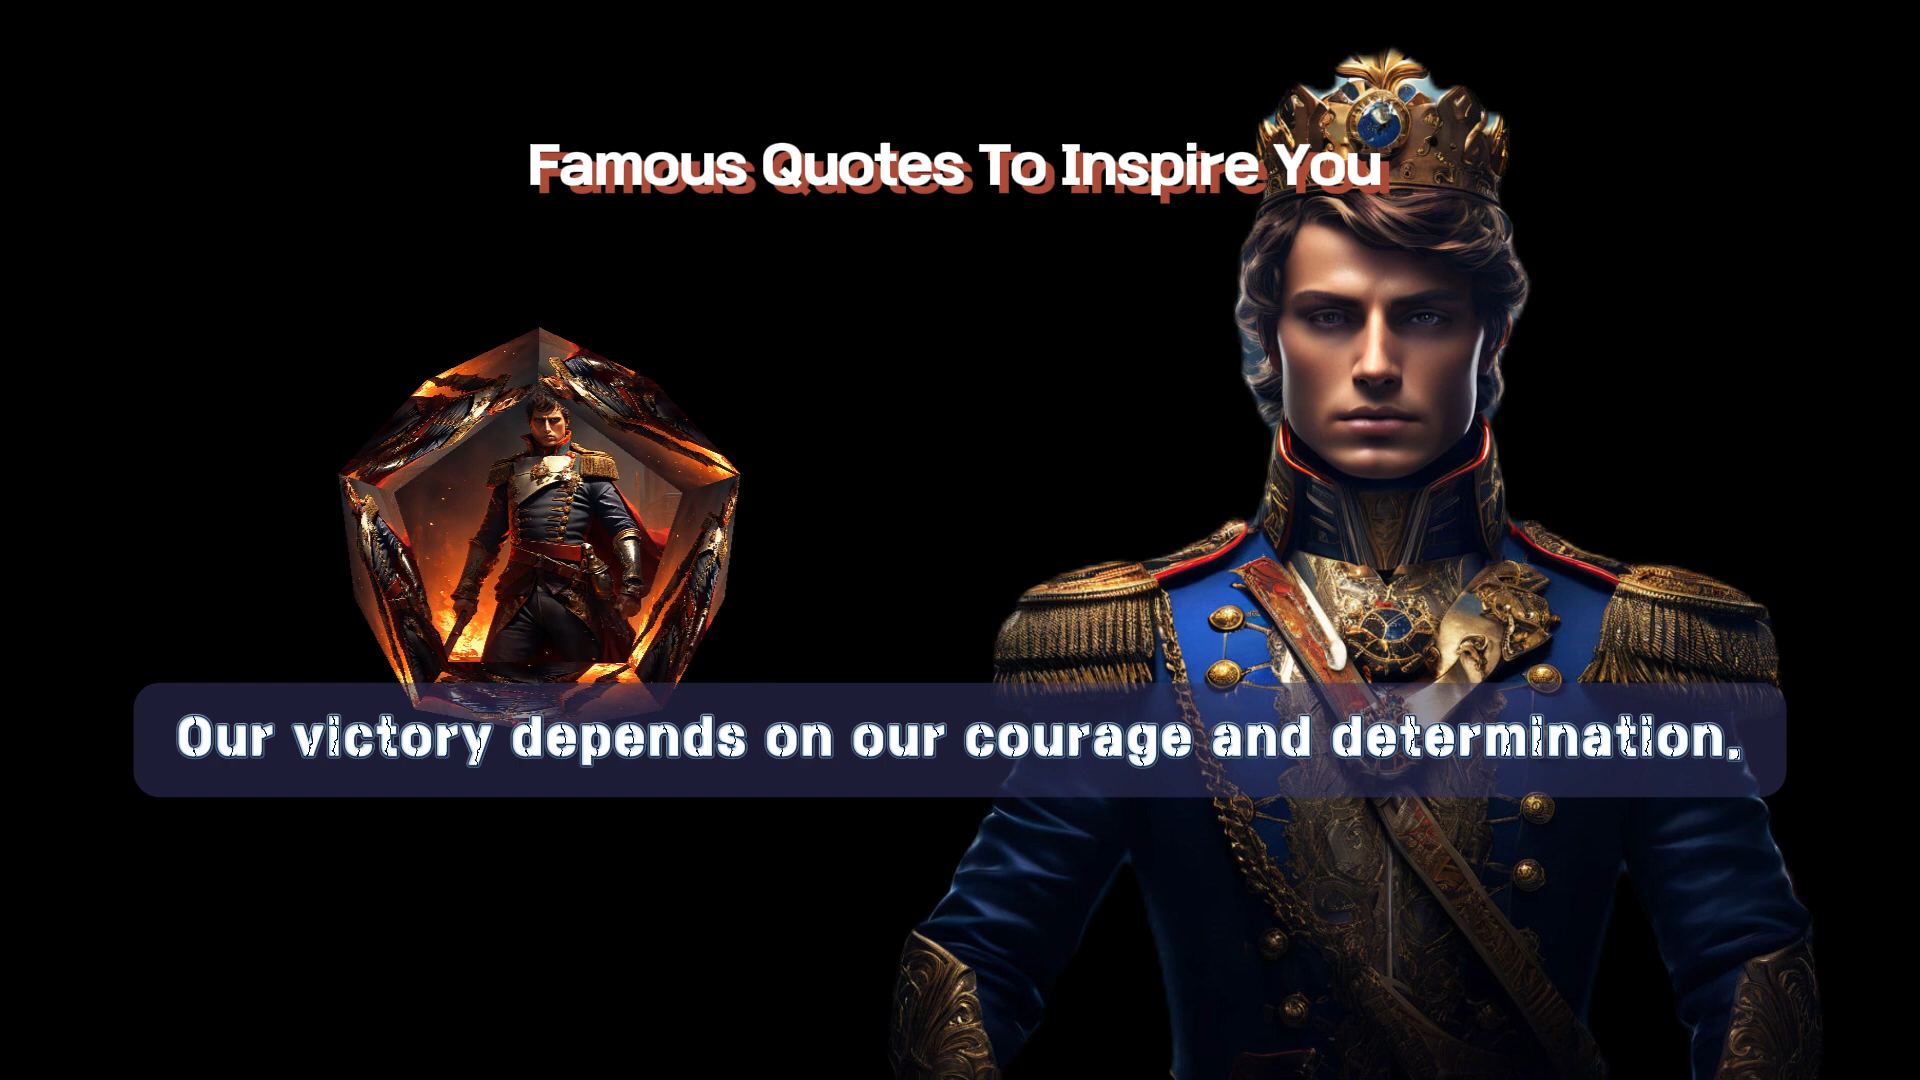 Famous Quotes To Inspire You
Our victory depends on our courage and determination.